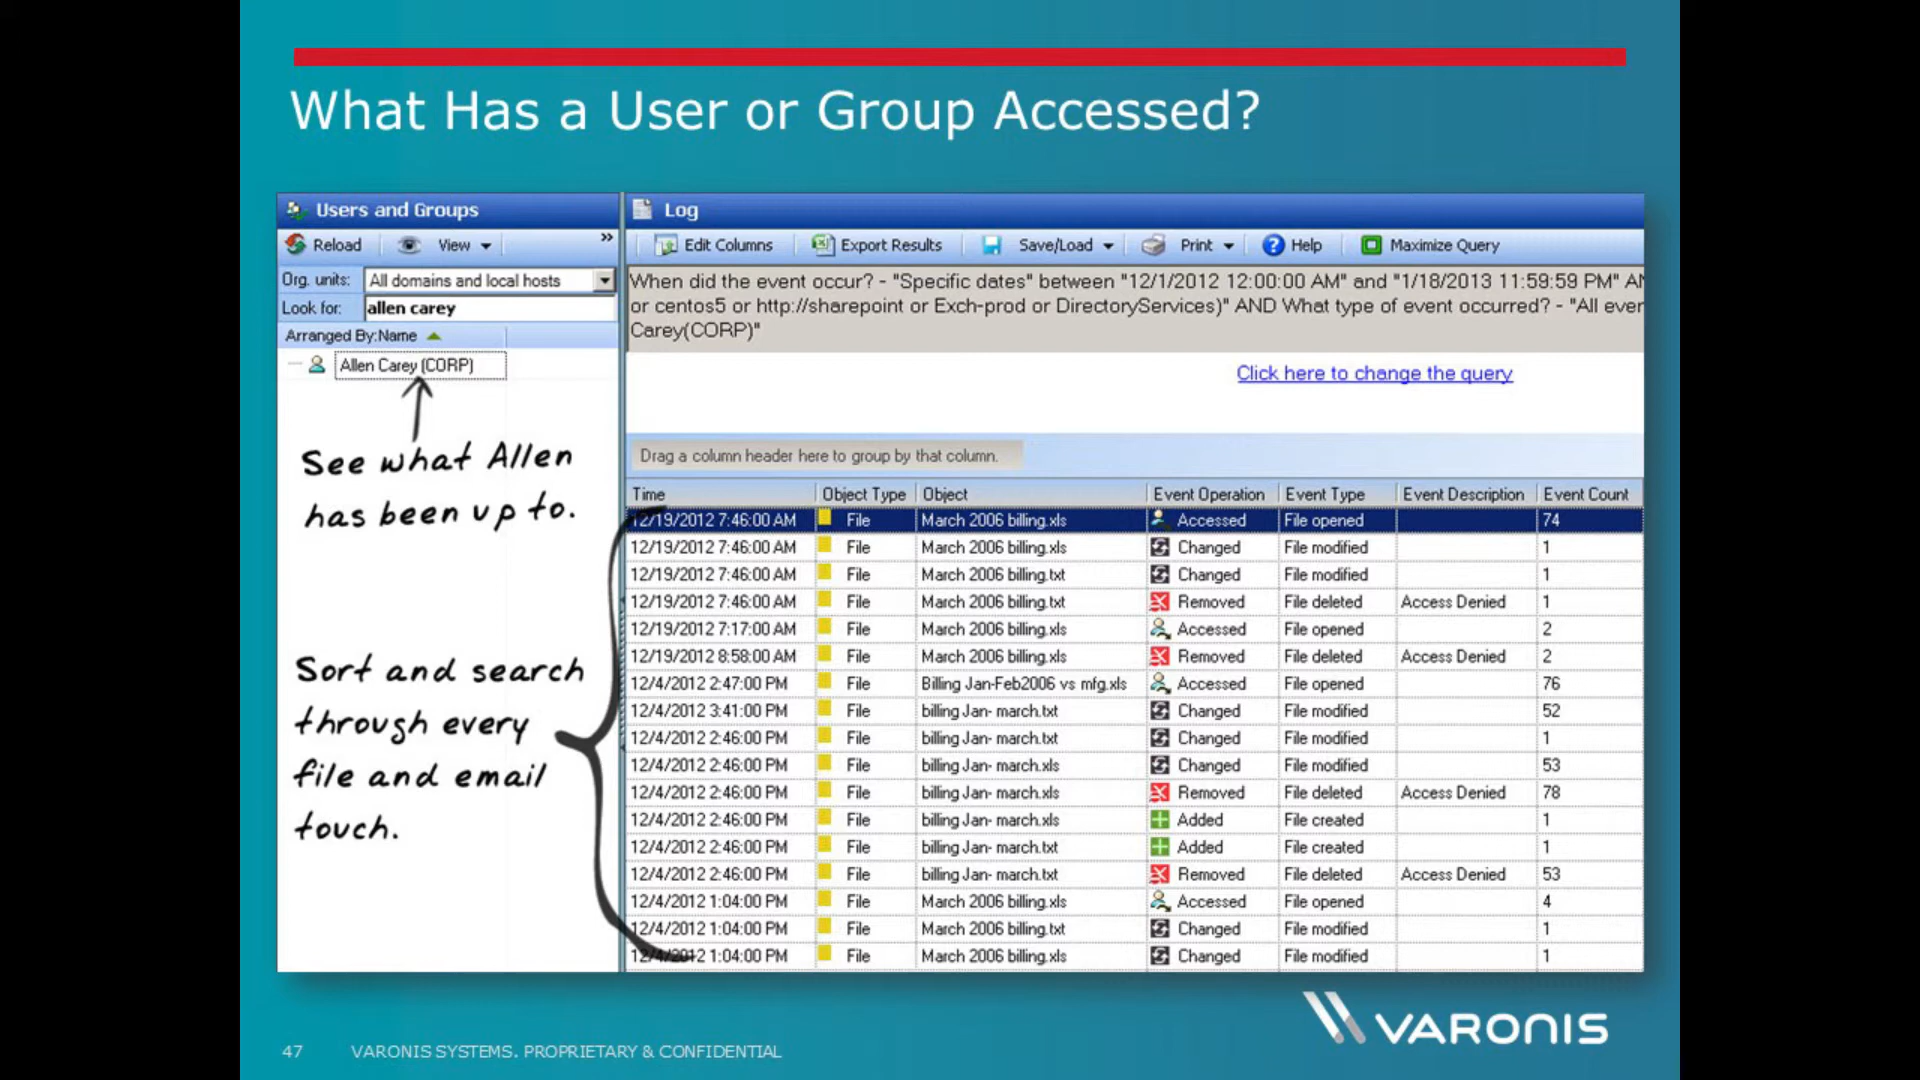 What Has a User or Group Accessed?
Users and Groups
Reload View »
Org. units: All domains and local hosts
Look for: allen carey
Arranged By:Name
Allen Carey (CORP)
See what Allen
has been up to.
Sort and search
through every
file and email
touch.
Log
Edit Columns Export Results Save/Load Print Help Maximize Query
When did the event occur? - "Specific dates" between "12/1/2012 12:00:00 AM" and "1/18/2013 11:59:59 PM"
or centos5 or http://sharepoint or Exch-prod or DirectoryServices)" AND What type of event occurred? - "All
Carey(CORP)"
Click here to change the query
Drag a column header here to group by that column.
Time Object Type Object Event Operation Event Type Event Description Event Count
12/19/2012 7:46:00 AM File March 2006 billing.xls Accessed File opened 74
12/19/2012 7:46:00 AM File March 2006 billing.xls Changed File modified 1
12/19/2012 7:46:00 AM File March 2006 billing.txt Changed File modified 1
12/19/2012 7:46:00 AM File March 2006 billing.txt Removed File deleted Access Denied 1
12/19/2012 7:17:00 AM File March 2006 billing.xls Accessed File opened 2
12/19/2012 8:58:00 AM File March 2006 billing.xls Removed File deleted Access Denied 2
12/4/2012 2:47:00 PM File Billing Jan-Feb2006 vs mfg.xls Accessed File opened 76
12/4/2012 3:41:00 PM File billing Jan- march.txt Changed File modified 52
12/4/2012 2:46:00 PM File billing Jan- march.txt Changed File modified 1
12/4/2012 2:46:00 PM File billing Jan- march.xls Changed File modified 53
12/4/2012 2:46:00 PM File billing Jan- march.xls Removed File deleted Access Denied 78
12/4/2012 2:46:00 PM File billing Jan- march.xls Added File created 1
12/4/2012 2:46:00 PM File billing Jan- march.txt Added File created 1
12/4/2012 2:46:00 PM File billing Jan- march.txt Removed File deleted Access Denied 53
12/4/2012 1:04:00 PM File March 2006 billing.xls Accessed File opened 4
12/4/2012 1:04:00 PM File March 2006 billing.txt Changed File modified 1
12/4/2012 1:04:00 PM File March 2006 billing.xls Changed File modified 1
VARONIS
47 VARONIS SYSTEMS. PROPRIETARY & CONFIDENTIAL